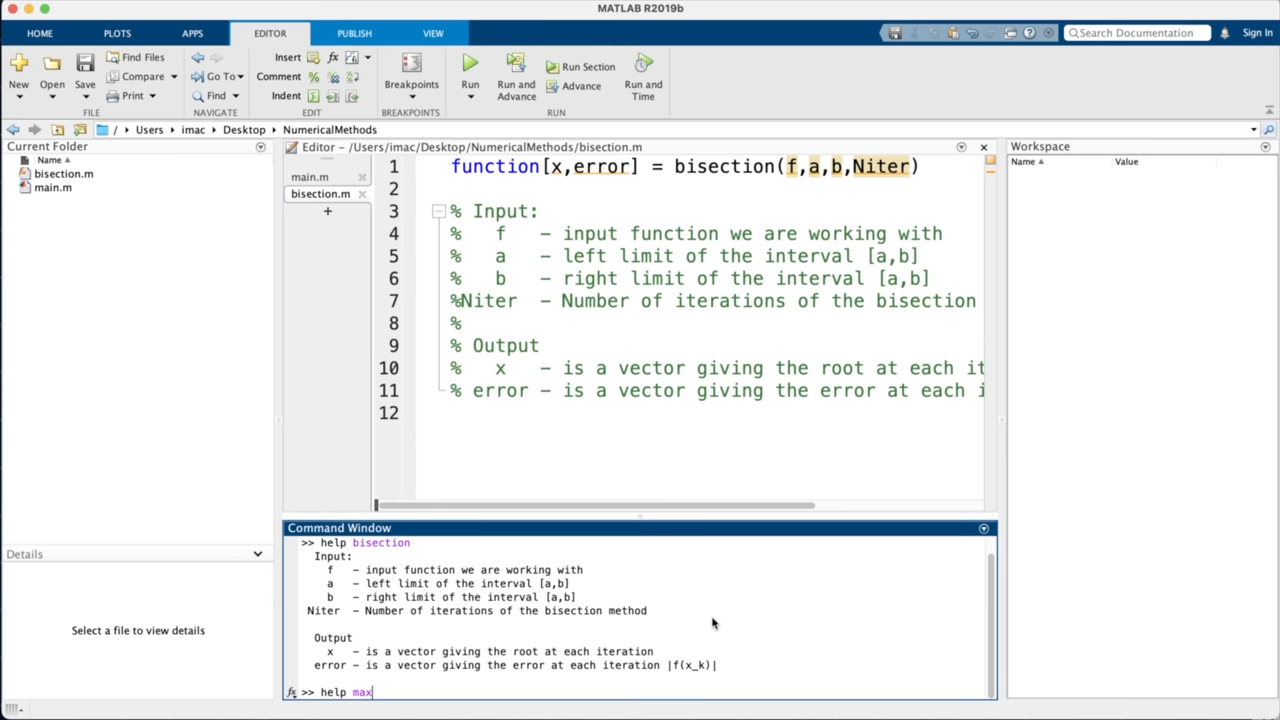 MATLAB R2019b
HOME PLOTS APPS EDITOR PUBLISH VIEW Search Documentation Sign In
New Open Save Find Files Compare Print Go To Find Insert fx Comment % Indent Breakpoints Run Run and Advance Run Section Advance Run and Time
FILE NAVIGATE EDIT BREAKPOINTS RUN
/ Users imac Desktop NumericalMethods
Current Folder
Name
bisection.m
main.m
Details
Select a file to view details
Editor – /Users/imac/Desktop/NumericalMethods/bisection.m
main.m
bisection.m
+
1 function[x,error] = bisection(f,a,b,Niter)
2
3 % Input:
4 %   f   – input function we are working with
5 %   a   – left limit of the interval [a,b]
6 %   b   – right limit of the interval [a,b]
7 %Niter  – Number of iterations of the bisection
8 %
9 % Output
10 %   x   – is a vector giving the root at each it
11 % error – is a vector giving the error at each i
12
Command Window
>> help bisection
Input:
f   – input function we are working with
a   – left limit of the interval [a,b]
b   – right limit of the interval [a,b]
Niter  – Number of iterations of the bisection method
Output
x   – is a vector giving the root at each iteration
error – is a vector giving the error at each iteration |f(x_k)|
fx >> help max
Workspace
Name Value